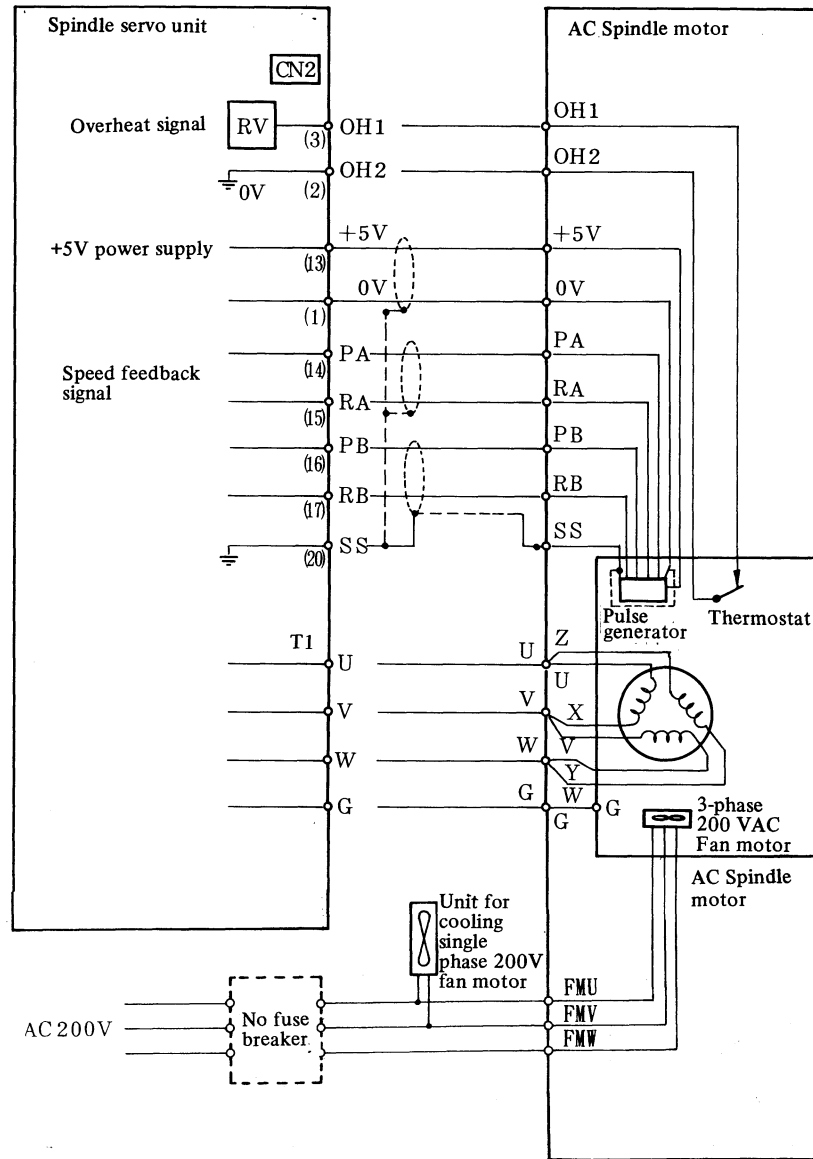 Spindle servo unit
AC Spindle motor
CN2
Overheat signal
RV
(3)
OH1
OH1
0V
(2)
OH2
OH2
+5V power supply
(13)
+5V
+5V
(1)
0V
0V
Speed feedback
signal
(14)
PA
PA
(15)
RA
RA
(16)
PB
PB
(17)
RB
RB
(20)
SS
SS
Pulse
generator
Thermostat
T1
U
U
Z
U
V
V
X
V
W
W
Y
W
G
G
G
G
3-phase
200 VAC
Fan motor
AC Spindle
motor
Unit for
cooling
single
phase 200V
fan motor
AC200V
No fuse
breaker
FMU
FMV
FMW